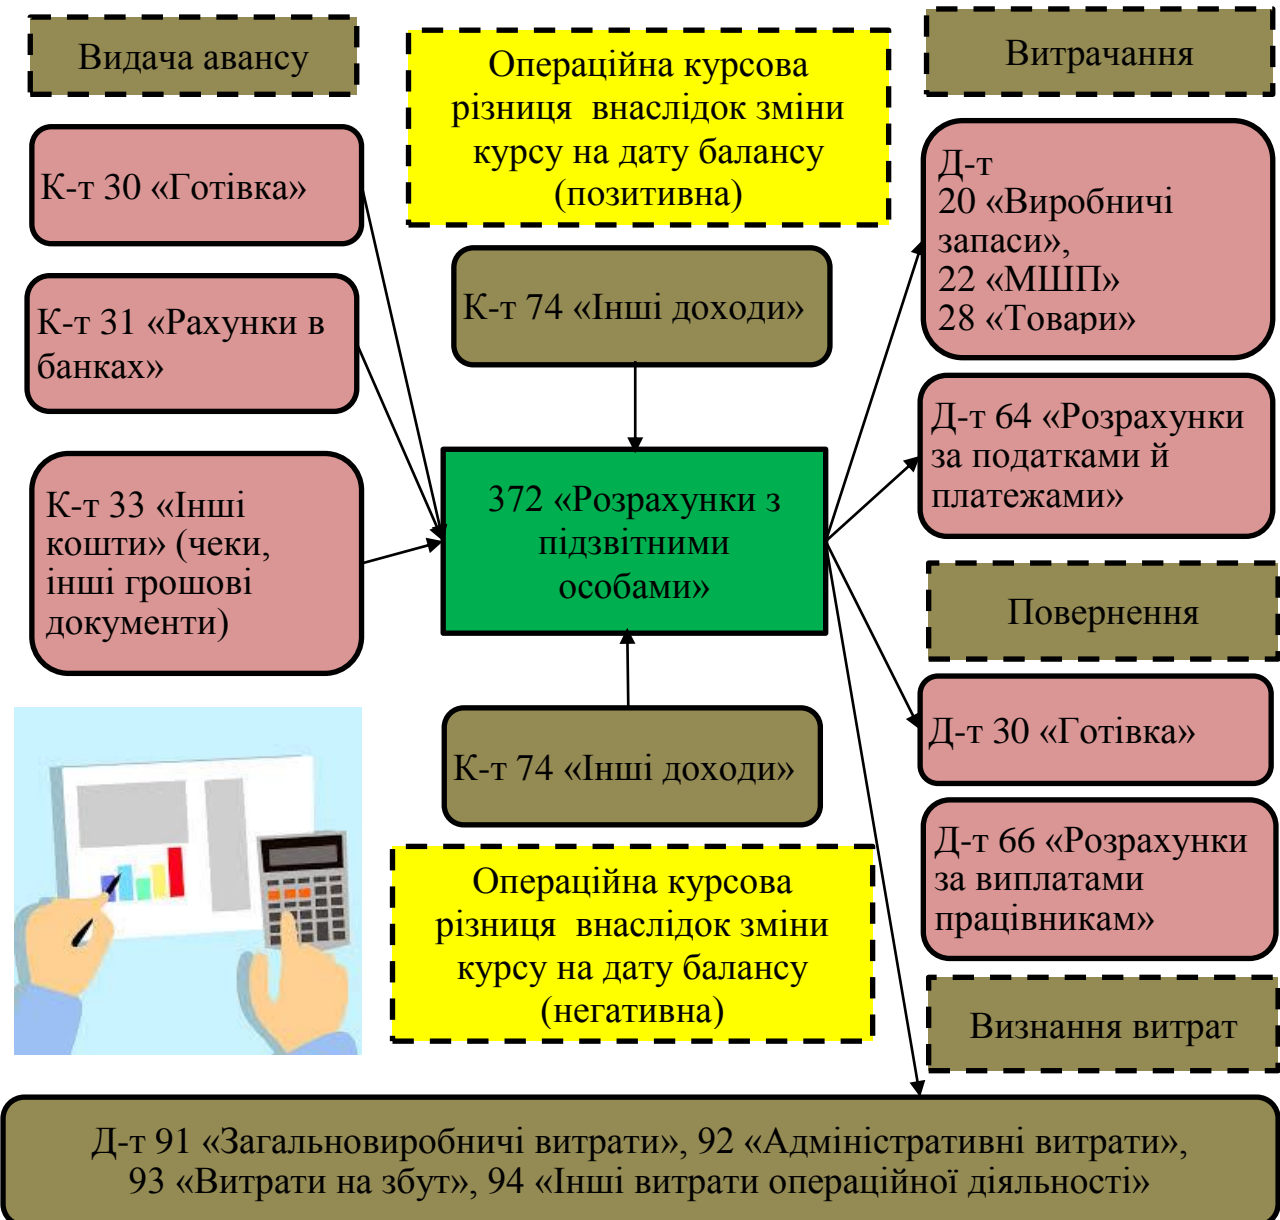 Видача авансу
К-т 30 «Готівка»
К-т 31 «Рахунки в
банках»
К-т 33 «Інші
кошти» (чеки,
інші грошові
документи)
Операційна курсова
різниця внаслідок зміни
курсу на дату балансу
(позитивна)
К-т 74 «Інші доходи»
372 «Розрахунки з
підзвітними
особами»
К-т 74 «Інші доходи»
Операційна курсова
різниця внаслідок зміни
курсу на дату балансу
(негативна)
Витрачання
Д-т
20 «Виробничі
запаси»,
22 «МШП»
28 «Товари»
Д-т 64 «Розрахунки
за податками й
платежами»
Повернення
Д-т 30 «Готівка»
Д-т 66 «Розрахунки
за виплатами
працівникам»
Визнання витрат
Д-т 91 «Загальновиробничі витрати», 92 «Адміністративні витрати»,
93 «Витрати на збут», 94 «Інші витрати операційної діяльності»